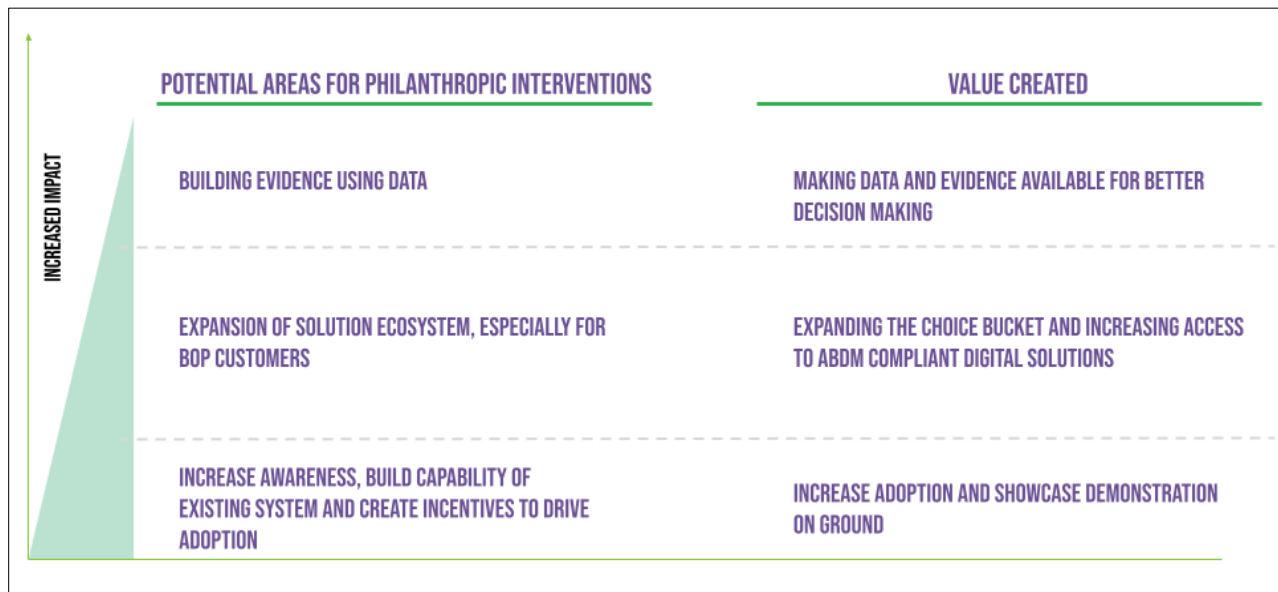 POTENTIAL AREAS FOR PHILANTHROPIC INTERVENTIONS
VALUE CREATED
INCREASED IMPACT
BUILDING EVIDENCE USING DATA
MAKING DATA AND EVIDENCE AVAILABLE FOR BETTER
DECISION MAKING
EXPANSION OF SOLUTION ECOSYSTEM, ESPECIALLY FOR
BOP CUSTOMERS
EXPANDING THE CHOICE BUCKET AND INCREASING ACCESS
TO ABDM COMPLIANT DIGITAL SOLUTIONS
INCREASE AWARENESS, BUILD CAPABILITY OF
EXISTING SYSTEM AND CREATE INCENTIVES TO DRIVE
ADOPTION
INCREASE ADOPTION AND SHOWCASE DEMONSTRATION
ON GROUND